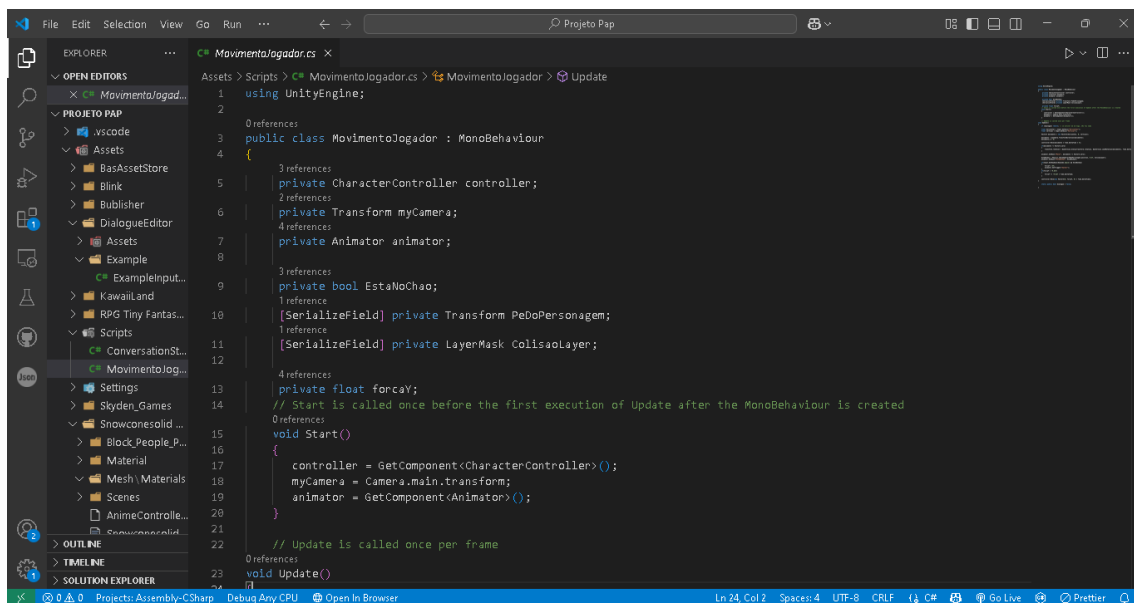 File Edit Selection View Go Run ··· Projeto Pap
EXPLORER ···
OPEN EDITORS
C# MovimentoJogad...
PROJETO PAP
.vscode
Assets
BasAssetStore
Blink
Bublisher
DialogueEditor
Assets
Example
C# ExampleInput...
KawaiiLand
RPG Tiny Fantas...
Scripts
C# ConversationSt...
C# MovimentoJog...
Settings
Skyden_Games
Snowconesolid ...
Block_People_P...
Material
Mesh\Materials
Scenes
AnimeControlle...
OUTLINE
TIMELINE
SOLUTION EXPLORER
Json
1
2
1
C# MovimentoJogador.cs
Assets > Scripts > C# MovimentoJogador.cs > MovimentoJogador > Update
1 using UnityEngine;
2
0 references
3 public class MovimentoJogador : MonoBehaviour
4 {
3 references
5 private CharacterController controller;
2 references
6 private Transform myCamera;
4 references
7 private Animator animator;
8
3 references
9 private bool EstaNoChao;
1 reference
10 [SerializeField] private Transform PeDoPersonagem;
1 reference
11 [SerializeField] private LayerMask ColisaoLayer;
12
4 references
13 private float forcaY;
14 // Start is called once before the first execution of Update after the MonoBehaviour is created
0 references
15 void Start()
16 {
17 controller = GetComponent<CharacterController>();
18 myCamera = Camera.main.transform;
19 animator = GetComponent<Animator>();
20 }
21
22 // Update is called once per frame
0 references
23 void Update()
0 0 Projects: Assembly-CSharp Debug Any CPU Open In Browser Ln 24, Col 2 Spaces: 4 UTF-8 CRLF C# Go Live Prettier